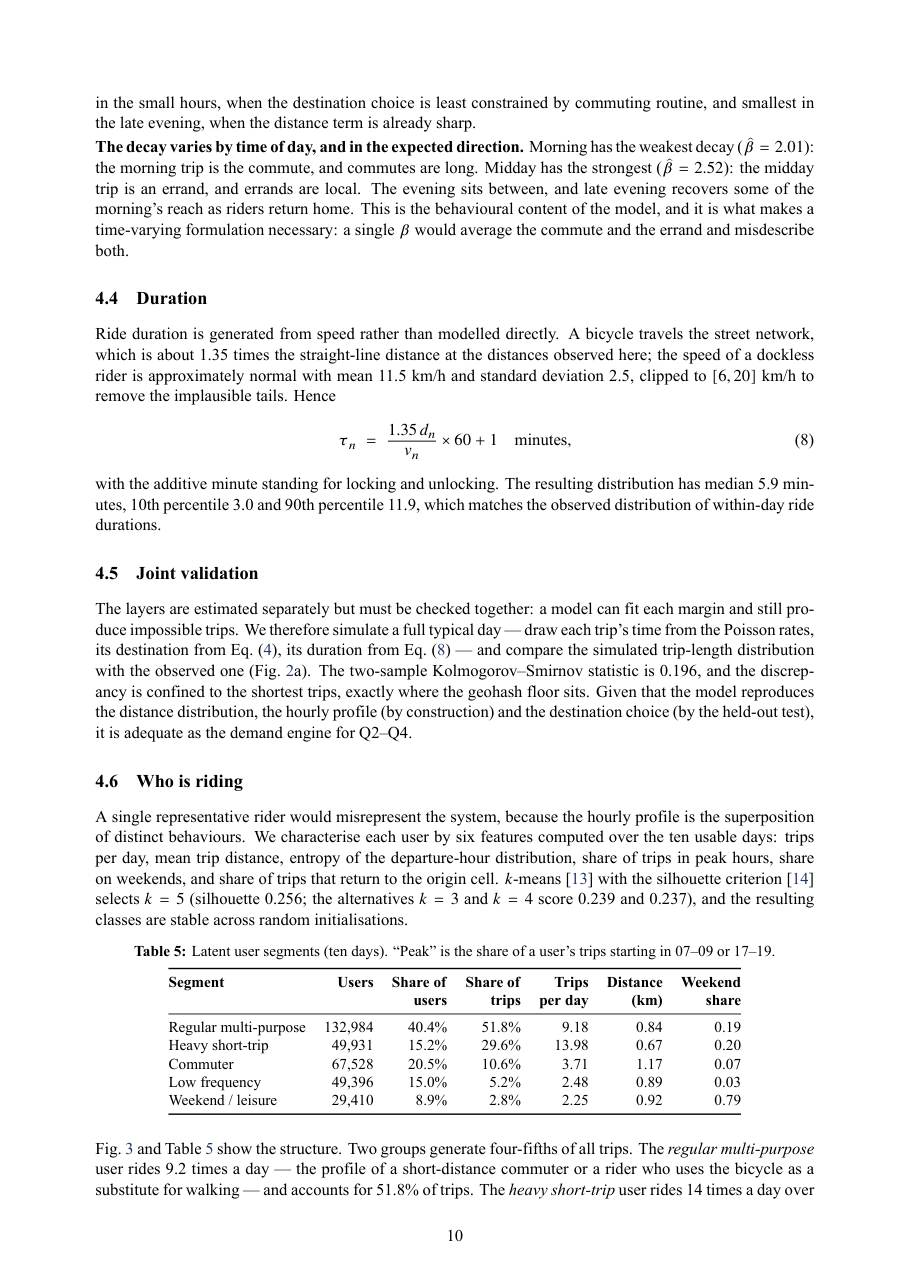 in the small hours, when the destination choice is least constrained by commuting routine, and smallest in
the late evening, when the distance term is already sharp.
The decay varies by time of day, and in the expected direction. Morning has the weakest decay (β̂ = 2.01):
the morning trip is the commute, and commutes are long. Midday has the strongest (β̂ = 2.52): the midday
trip is an errand, and errands are local. The evening sits between, and late evening recovers some of the
morning's reach as riders return home. This is the behavioural content of the model, and it is what makes a
time-varying formulation necessary: a single β would average the commute and the errand and misdescribe
both.
4.4 Duration
Ride duration is generated from speed rather than modelled directly. A bicycle travels the street network,
which is about 1.35 times the straight-line distance at the distances observed here; the speed of a dockless
rider is approximately normal with mean 11.5 km/h and standard deviation 2.5, clipped to [6, 20] km/h to
remove the implausible tails. Hence
τₙ = 1.35 dₙ / vₙ × 60 + 1 minutes, (8)
with the additive minute standing for locking and unlocking. The resulting distribution has median 5.9 min-
utes, 10th percentile 3.0 and 90th percentile 11.9, which matches the observed distribution of within-day ride
durations.
4.5 Joint validation
The layers are estimated separately but must be checked together: a model can fit each margin and still pro-
duce impossible trips. We therefore simulate a full typical day — draw each trip's time from the Poisson rates,
its destination from Eq. (4), its duration from Eq. (8) — and compare the simulated trip-length distribution
with the observed one (Fig. 2a). The two-sample Kolmogorov–Smirnov statistic is 0.196, and the discrep-
ancy is confined to the shortest trips, exactly where the geohash floor sits. Given that the model reproduces
the distance distribution, the hourly profile (by construction) and the destination choice (by the held-out test),
it is adequate as the demand engine for Q2–Q4.
4.6 Who is riding
A single representative rider would misrepresent the system, because the hourly profile is the superposition
of distinct behaviours. We characterise each user by six features computed over the ten usable days: trips
per day, mean trip distance, entropy of the departure-hour distribution, share of trips in peak hours, share
on weekends, and share of trips that return to the origin cell. k-means [13] with the silhouette criterion [14]
selects k = 5 (silhouette 0.256; the alternatives k = 3 and k = 4 score 0.239 and 0.237), and the resulting
classes are stable across random initialisations.
Table 5: Latent user segments (ten days). “Peak” is the share of a user's trips starting in 07–09 or 17–19.
Segment Users Share of Share of Trips Distance Weekend
users trips per day (km) share
Regular multi-purpose 132,984 40.4% 51.8% 9.18 0.84 0.19
Heavy short-trip 49,931 15.2% 29.6% 13.98 0.67 0.20
Commuter 67,528 20.5% 10.6% 3.71 1.17 0.07
Low frequency 49,396 15.0% 5.2% 2.48 0.89 0.03
Weekend / leisure 29,410 8.9% 2.8% 2.25 0.92 0.79
Fig. 3 and Table 5 show the structure. Two groups generate four-fifths of all trips. The regular multi-purpose
user rides 9.2 times a day — the profile of a short-distance commuter or a rider who uses the bicycle as a
substitute for walking — and accounts for 51.8% of trips. The heavy short-trip user rides 14 times a day over
10